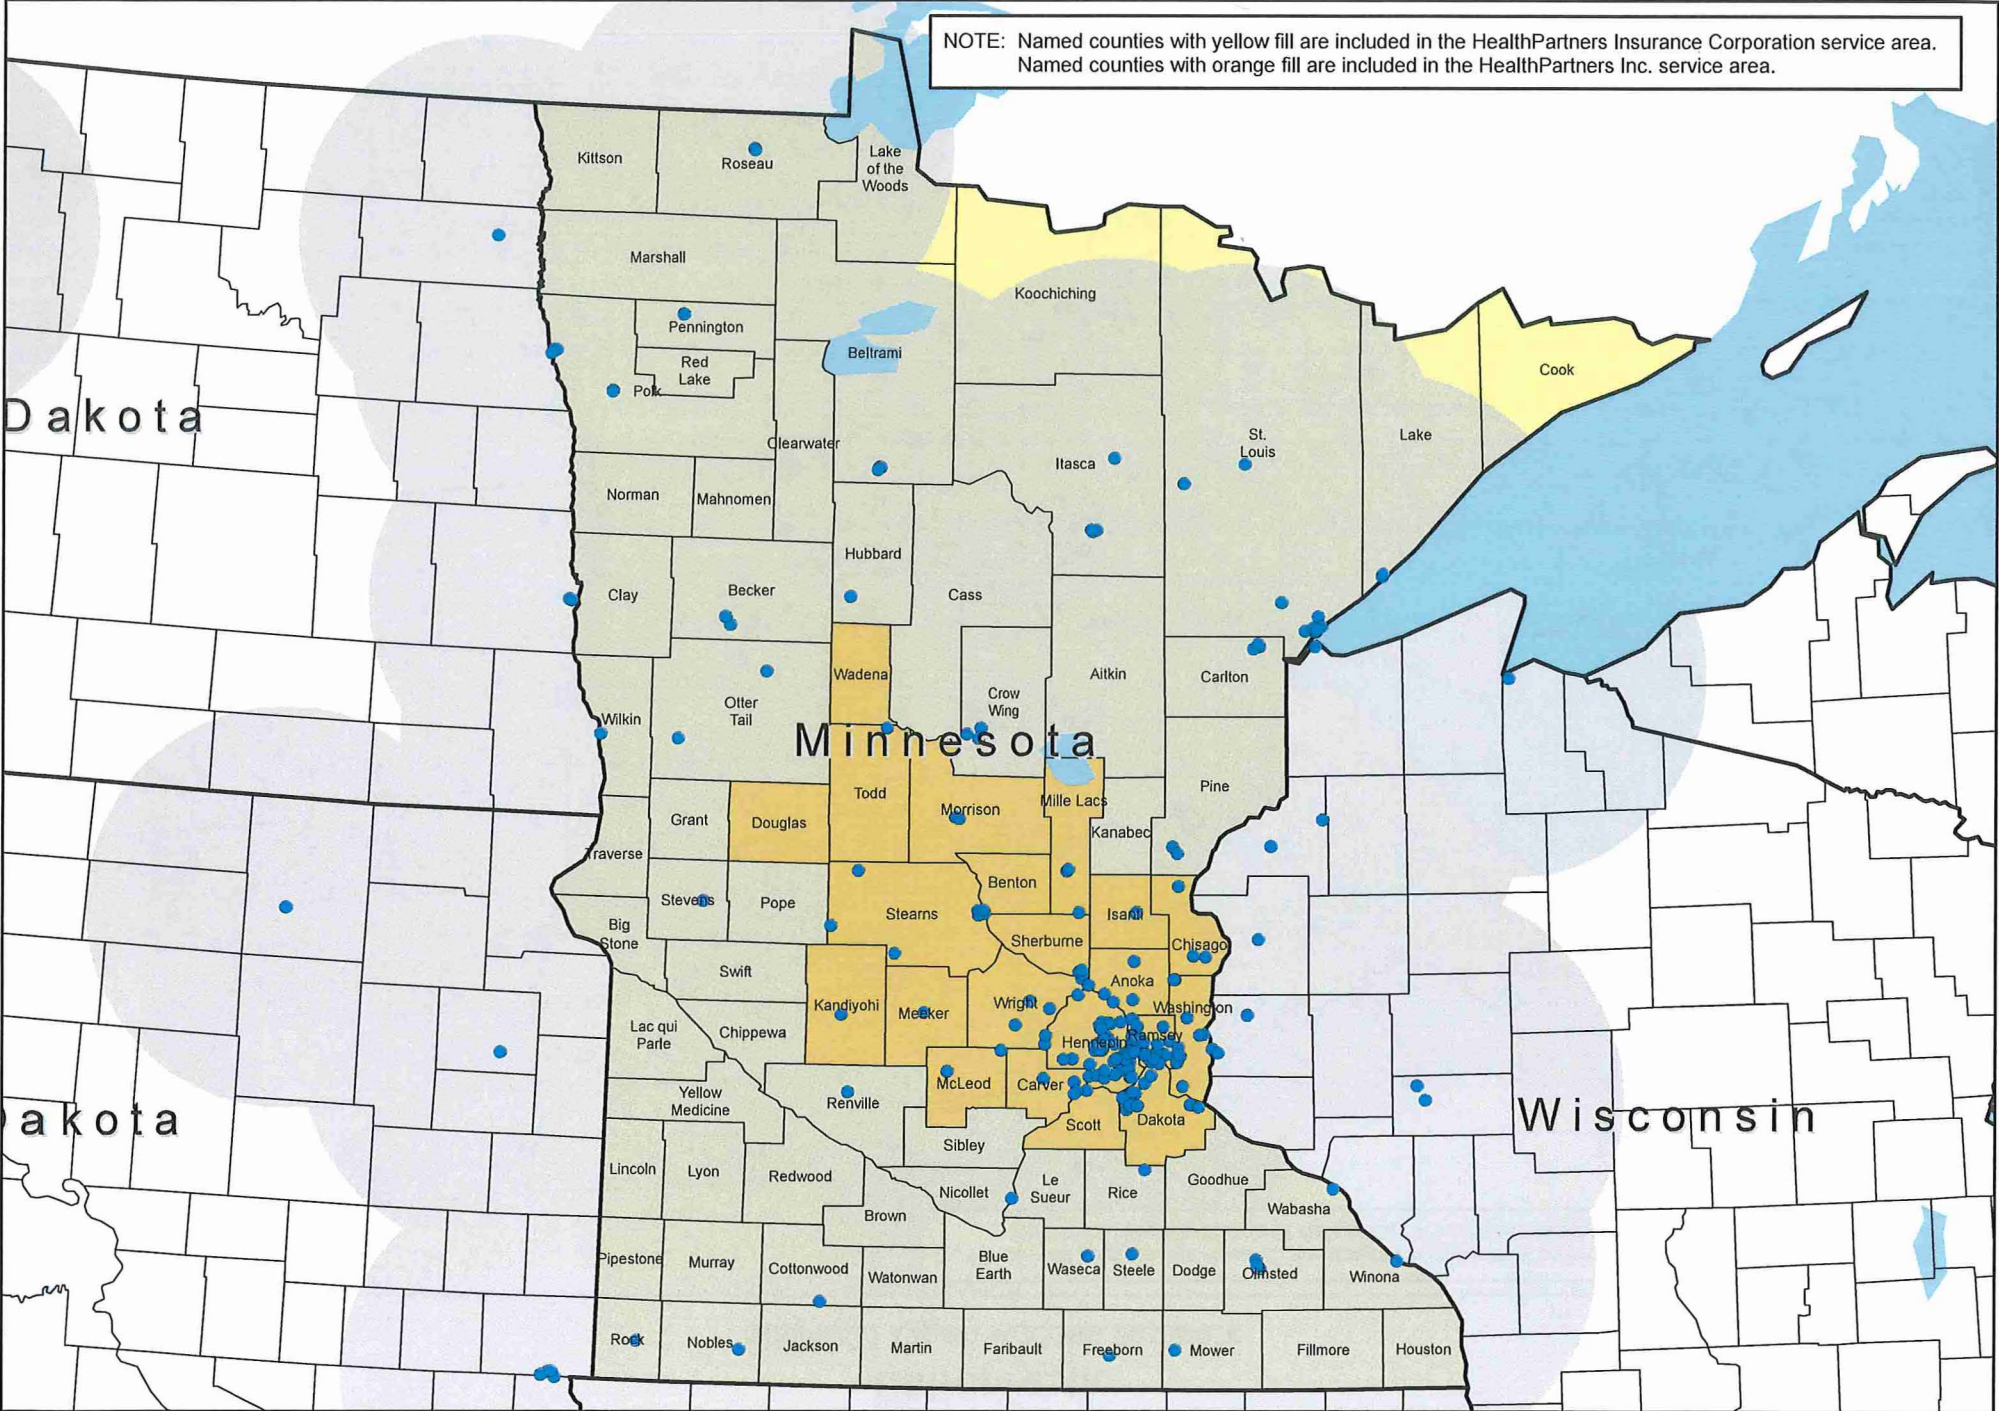 NOTE: Named counties with yellow fill are included in the HealthPartners Insurance Corporation service area.
Named counties with orange fill are included in the HealthPartners Inc. service area.
Kittson
Roseau
Lake
of the
Woods
Marshall
Koochiching
Pennington
Red
Lake
Beltrami
Cook
Polk
Dakota
Clearwater
Lake
St.
Louis
Itasca
Norman
Mahnomen
Hubbard
Clay
Becker
Cass
Wadena
Aitkin
Carlton
Otter
Tail
Crow
Wing
Wilkin
Minnesota
Pine
Todd
Mille Lacs
Morrison
Grant
Douglas
Kanabec
Traverse
Benton
Stevens
Pope
Stearns
Isanti
Big
Stone
Sherburne
Chisago
Swift
Anoka
Kandiyohi
Meeker
Wright
Washington
Lac qui
Parle
Chippewa
Hennepin
Ramsey
McLeod
Carver
Yellow
Medicine
Renville
akota
Wisconsin
Scott
Dakota
Sibley
Lincoln
Lyon
Redwood
Nicollet
Le
Sueur
Rice
Goodhue
Brown
Wabasha
Pipestone
Murray
Cottonwood
Watonwan
Blue
Earth
Waseca
Steele
Dodge
Olmsted
Winona
Rock
Nobles
Jackson
Martin
Faribault
Freeborn
Mower
Fillmore
Houston